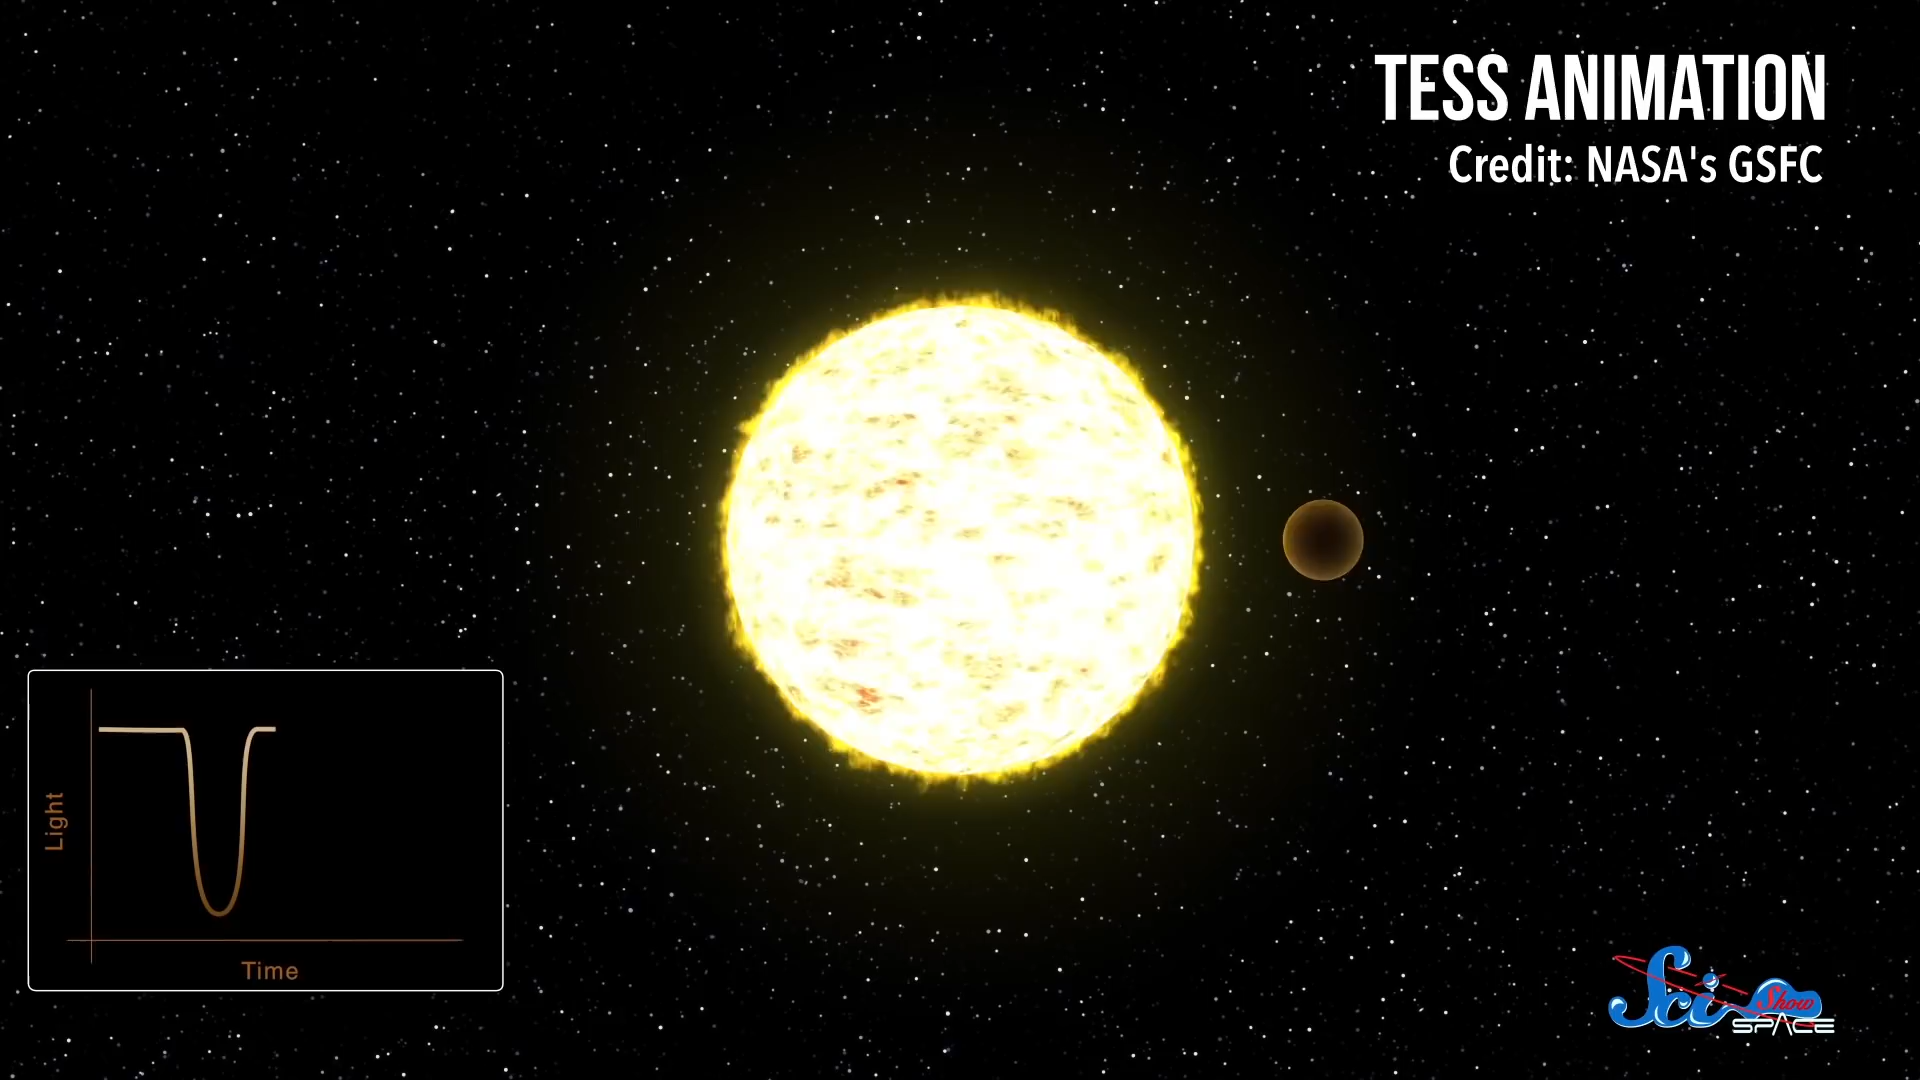 TESS ANIMATION
Credit: NASA's GSFC
Light
Time
Sci Show
SPACE